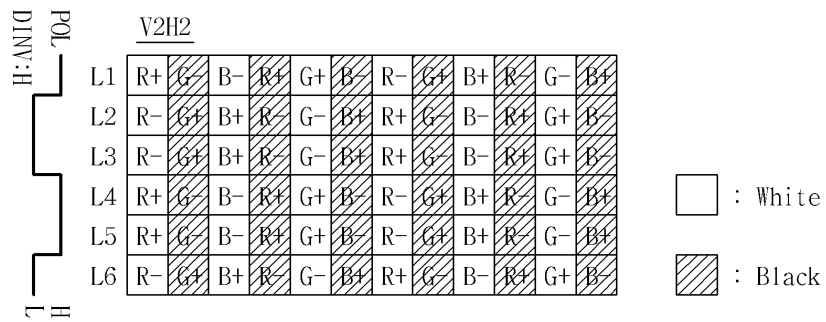 POL
DINV:H
V2H2
L1 R+ G- B- R+ G+ B- R- G+ B+ R- G- B+
L2 R- G+ B+ R- G- B+ R+ G- B- R+ G+ B-
L3 R- G+ B+ R- G- B+ R+ G- B- R+ G+ B-
L4 R+ G- B- R+ G+ B- R- G+ B+ R- G- B+
L5 R+ G- B- R+ G+ B- R- G+ B+ R- G- B+
L6 R- G+ B+ R- G- B+ R+ G- B- R+ G+ B-
: White
: Black
H
L